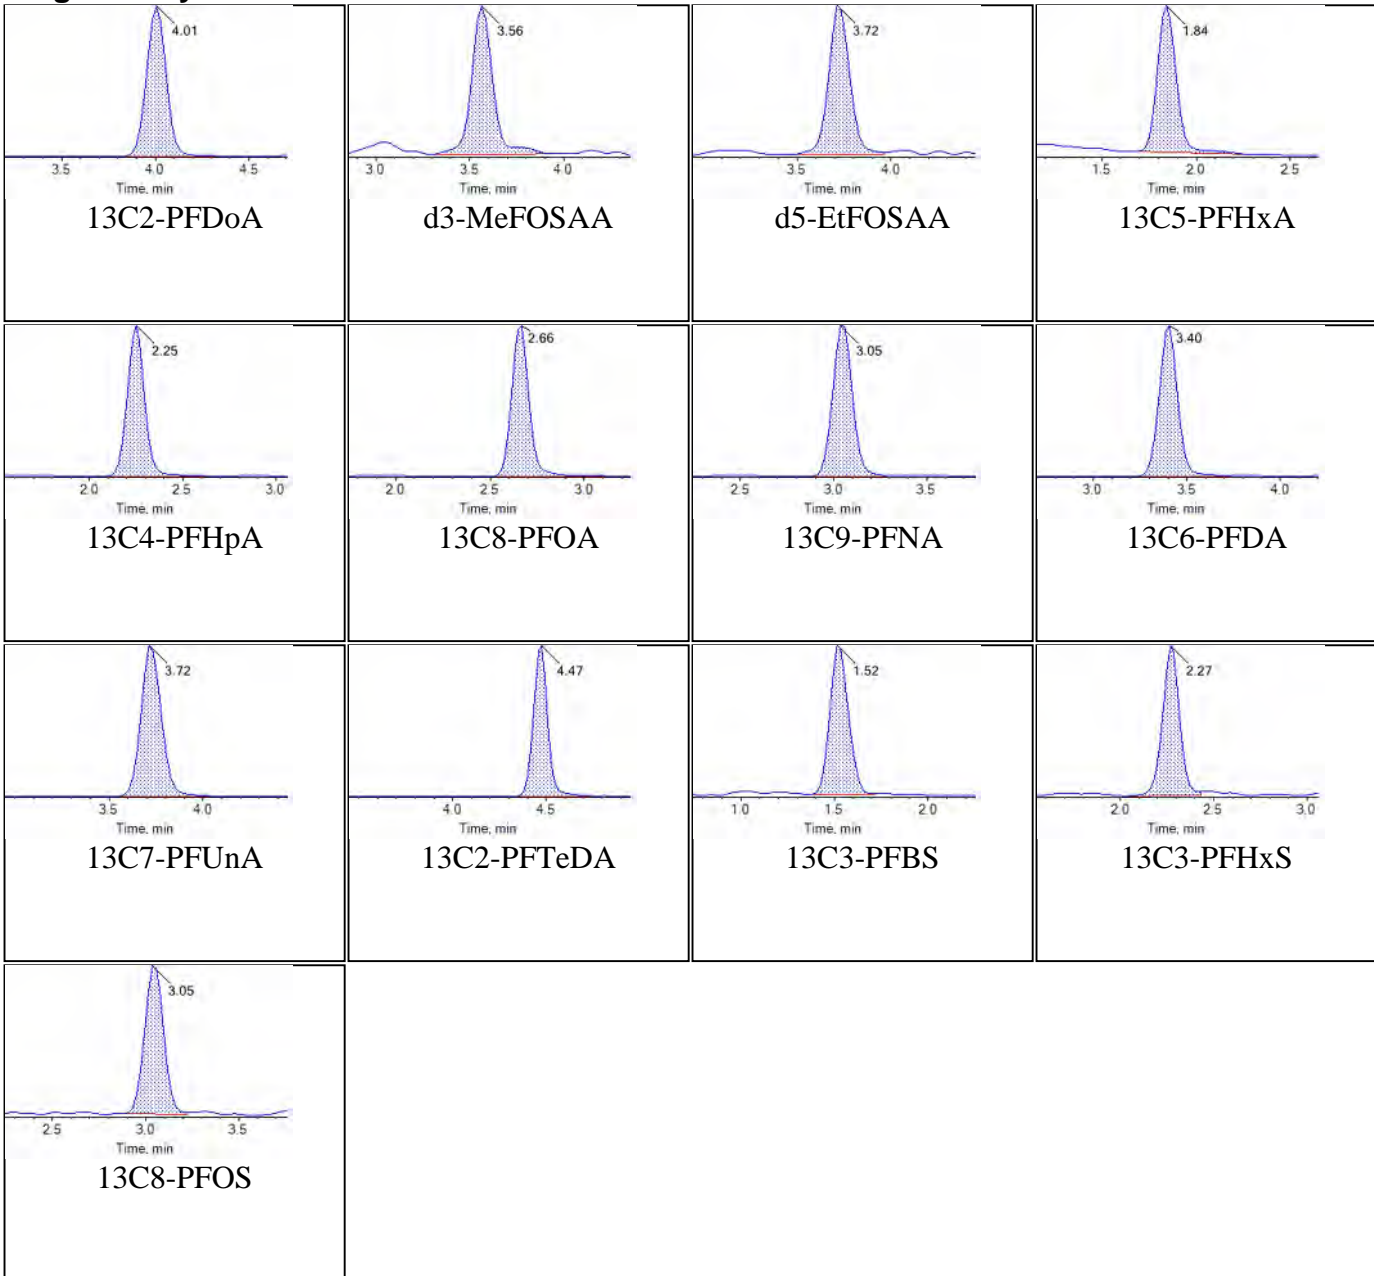 4.01
3.5 4.0 4.5
Time, min
13C2-PFDoA
3.56
3.0 3.5 4.0
Time, min
d3-MeFOSAA
3.72
3.5 4.0
Time, min
d5-EtFOSAA
1.84
1.5 2.0 2.5
Time, min
13C5-PFHxA
2.25
2.0 2.5 3.0
Time, min
13C4-PFHpA
2.66
2.0 2.5 3.0
Time, min
13C8-PFOA
3.05
2.5 3.0 3.5
Time, min
13C9-PFNA
3.40
3.0 3.5 4.0
Time, min
13C6-PFDA
3.72
3.5 4.0
Time, min
13C7-PFUnA
4.47
4.0 4.5
Time, min
13C2-PFTeDA
1.52
1.0 1.5 2.0
Time, min
13C3-PFBS
2.27
2.0 2.5 3.0
Time, min
13C3-PFHxS
3.05
2.5 3.0 3.5
Time, min
13C8-PFOS